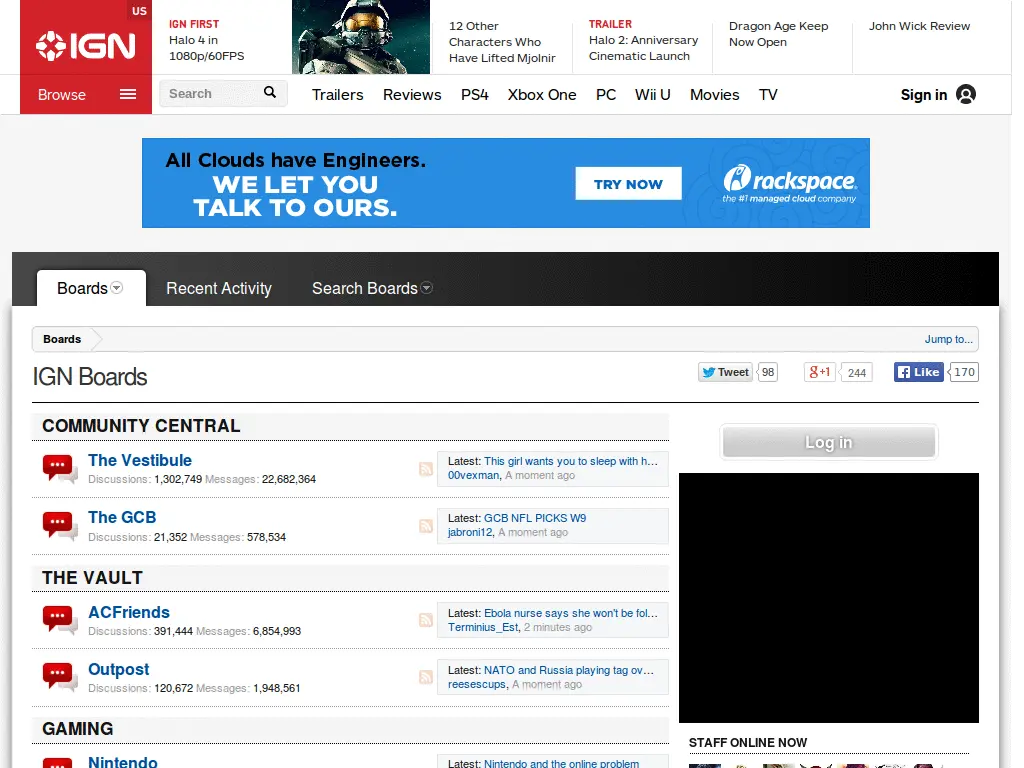 US
IGN
IGN FIRST
Halo 4 in
1080p/60FPS
12 Other
Characters Who
Have Lifted Mjolnir
TRAILER
Halo 2: Anniversary
Cinematic Launch
Dragon Age Keep
Now Open
John Wick Review
Browse
Search
Trailers Reviews PS4 Xbox One PC Wii U Movies TV
Sign in
All Clouds have Engineers.
WE LET YOU
TALK TO OURS.
TRY NOW
rackspace
the #1 managed cloud company
Boards Recent Activity Search Boards
Boards Jump to...
IGN Boards
Tweet 98 g+1 244 Like 170
COMMUNITY CENTRAL
The Vestibule
Discussions: 1,302,749 Messages: 22,682,364
Latest: This girl wants you to sleep with h...
00vexman, A moment ago
The GCB
Discussions: 21,352 Messages: 578,534
Latest: GCB NFL PICKS W9
jabroni12, A moment ago
THE VAULT
ACFriends
Discussions: 391,444 Messages: 6,854,993
Latest: Ebola nurse says she won't be fol...
Terminius_Est, 2 minutes ago
Outpost
Discussions: 120,672 Messages: 1,948,561
Latest: NATO and Russia playing tag ov...
reesescups, A moment ago
GAMING
Nintendo
Latest: Nintendo and the online problem
Log in
STAFF ONLINE NOW